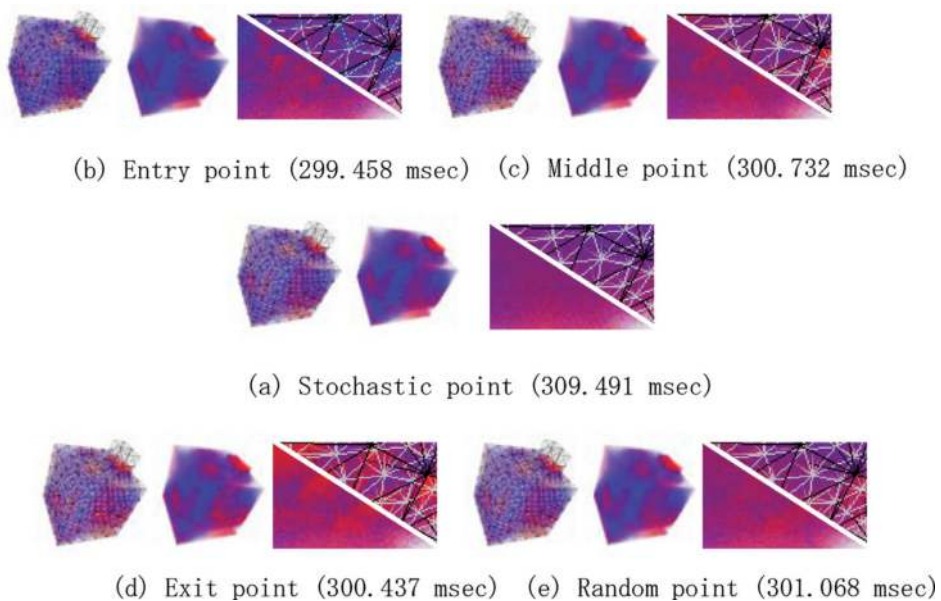 (b) Entry point (299.458 msec) (c) Middle point (300.732 msec)
(a) Stochastic point (309.491 msec)
(d) Exit point (300.437 msec) (e) Random point (301.068 msec)